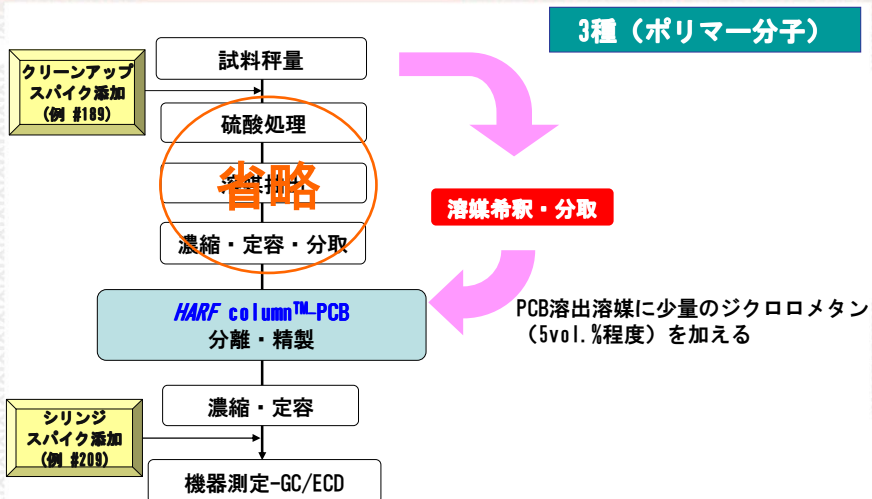 3種（ポリマー分子）
試料秤量
クリーンアップ
スパイク添加
(例 #189)
硫酸処理
省略
濃縮・定容・分取
溶媒希釈・分取
HARF column™-PCB
分離・精製
PCB溶出溶媒に少量のジクロロメタン
（5vol.%程度）を加える
濃縮・定容
シリンジ
スパイク添加
(例 #209)
機器測定-GC/ECD